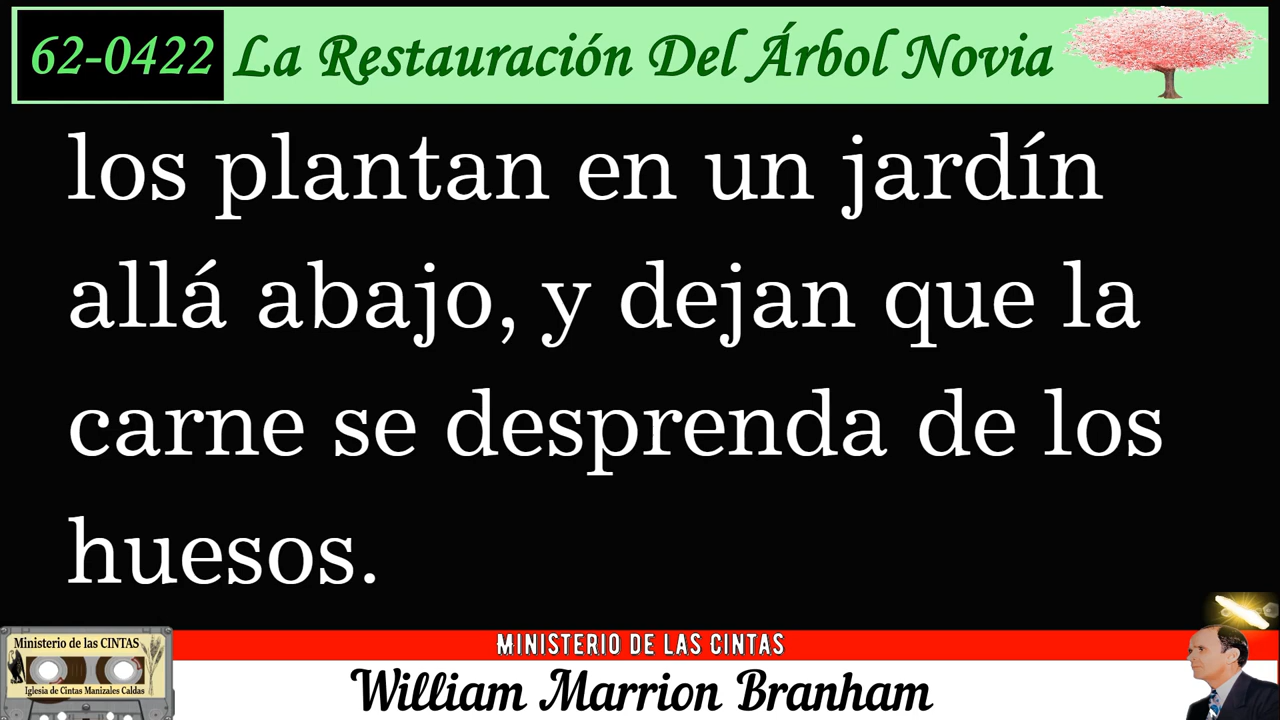 62-0422 La Restauración Del Árbol Novia
los plantan en un jardín
allá abajo, y dejan que la
carne se desprenda de los
huesos.
MINISTERIO DE LAS CINTAS
Ministerio de las CINTAS
Iglesia de Cintas Manizales Caldas
William Marrion Branham